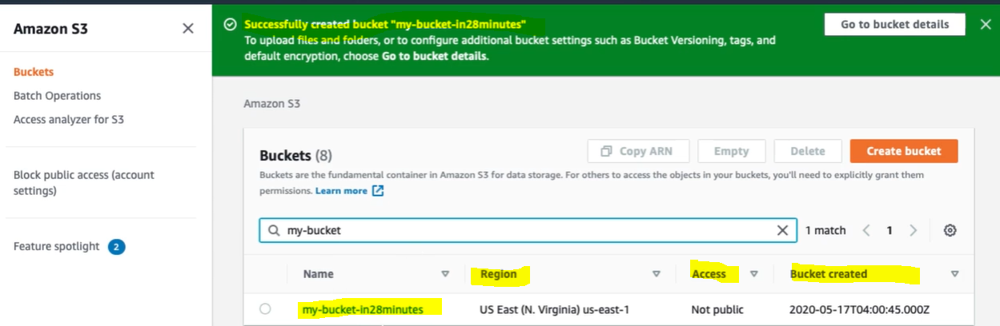 Amazon S3
Buckets
Batch Operations
Access analyzer for S3
Block public access (account
settings)
Feature spotlight 2
Successfully created bucket "my-bucket-in28minutes"
To upload files and folders, or to configure additional bucket settings such as Bucket Versioning, tags, and
default encryption, choose Go to bucket details.
Go to bucket details
Amazon S3
Buckets (8)
Copy ARN Empty Delete Create bucket
Buckets are the fundamental container in Amazon S3 for data storage. For others to access the objects in your buckets, you'll need to explicitly grant them
permissions. Learn more
my-bucket
1 match 1
Name Region Access Bucket created
my-bucket-in28minutes US East (N. Virginia) us-east-1 Not public 2020-05-17T04:00:45.000Z